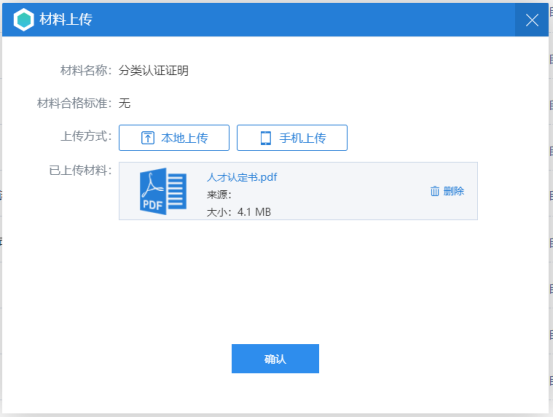 材料上传
材料名称：分类认证证明
材料合格标准：无
上传方式：本地上传 手机上传
已上传材料：
PDF
人才认定书.pdf
来源：
大小：4.1 MB
删除
确认